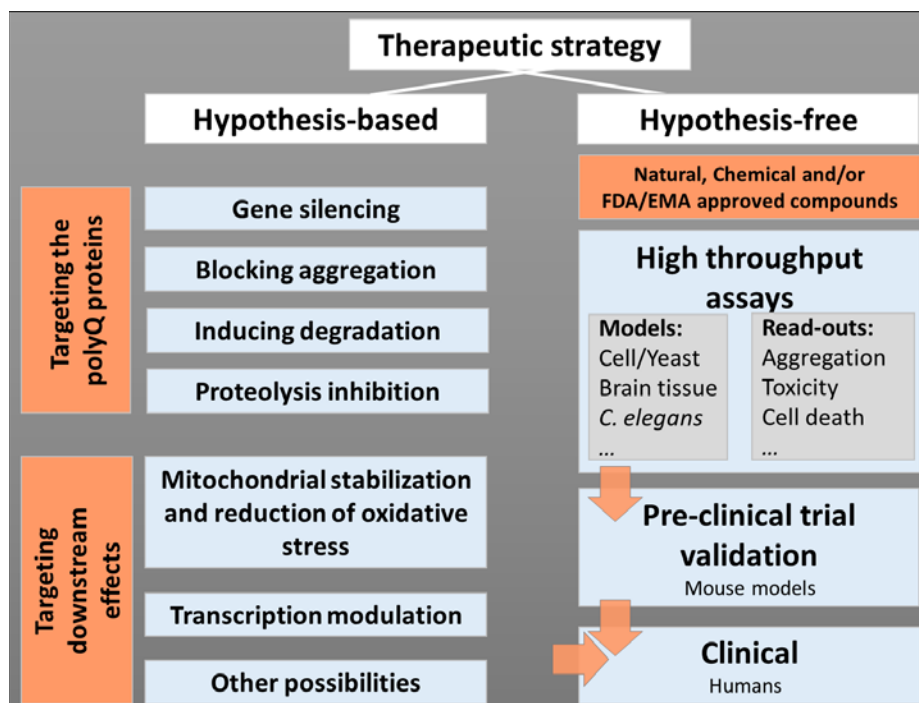 Therapeutic strategy
Hypothesis-based
Targeting the
polyQ proteins
Gene silencing
Blocking aggregation
Inducing degradation
Proteolysis inhibition
Targeting
downstream
effects
Mitochondrial stabilization
and reduction of oxidative
stress
Transcription modulation
Other possibilities
Hypothesis-free
Natural, Chemical and/or
FDA/EMA approved compounds
High throughput
assays
Models:
Cell/Yeast
Brain tissue
C. elegans
...
Read-outs:
Aggregation
Toxicity
Cell death
...
Pre-clinical trial
validation
Mouse models
Clinical
Humans